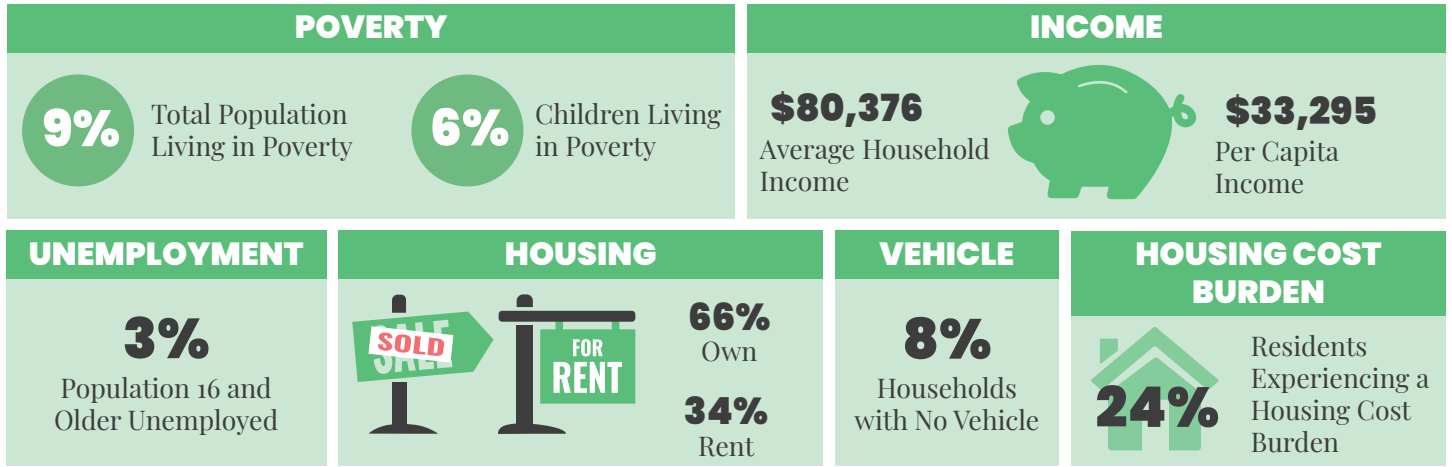 POVERTY
9%
Total Population
Living in Poverty
6%
Children Living
in Poverty
INCOME
$80,376
Average Household
Income
$33,295
Per Capita
Income
UNEMPLOYMENT
3%
Population 16 and
Older Unemployed
HOUSING
SALE
SOLD
FOR
RENT
66%
Own
34%
Rent
VEHICLE
8%
Households
with No Vehicle
HOUSING COST
BURDEN
24%
Residents
Experiencing a
Housing Cost
Burden